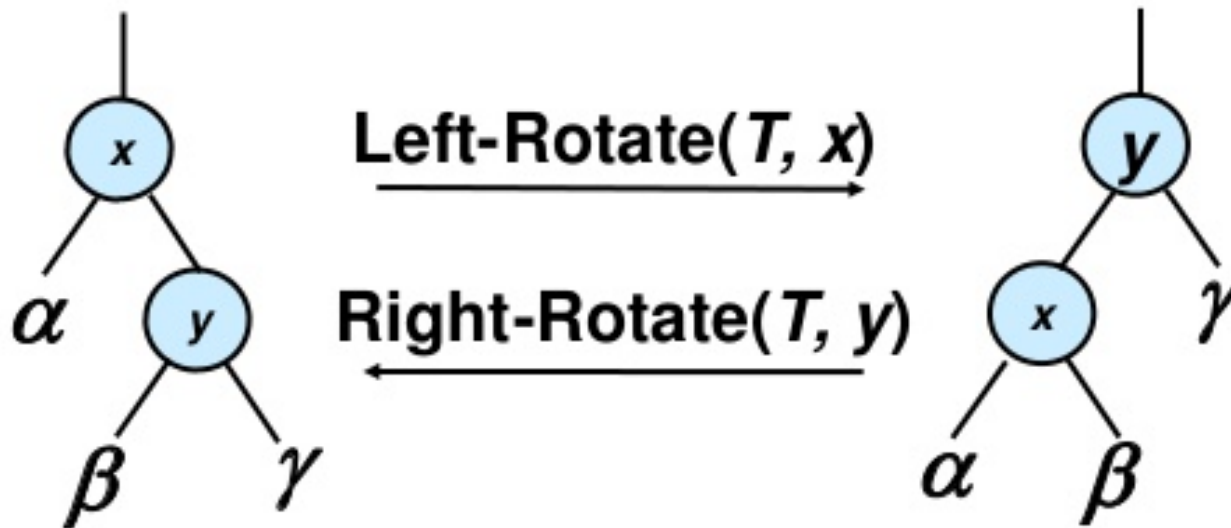 x
y
Left-Rotate(T, x)
α
y
Right-Rotate(T, y)
x
γ
β
γ
α
β